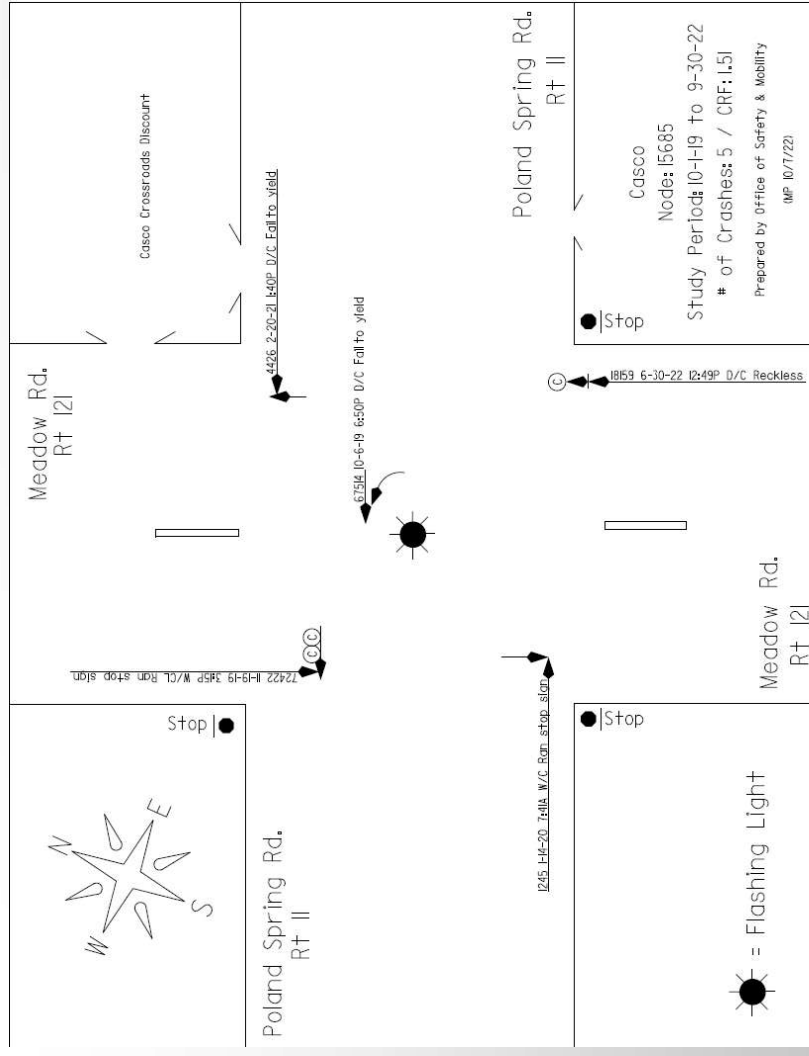 Casco Crossroads Discount
Meadow Rd.
Rt 121
Poland Spring Rd.
Rt 11
4426 2-20-21 1:40P D/C Fail to yield
67514 10-6-19 6:50P D/C Fail to yield
Casco
Node: 15685
Study Period: 10-1-19 to 9-30-22
# of Crashes: 5 / CRF: 1.51
Prepared by Office of Safety & Mobility
(MP 10/7/22)
Stop
C
18159 6-30-22 12:49P D/C Reckless
C C
72422 11-19-19 3:15P W/CL Ran stop sign
Stop
N
E
S
W
Poland Spring Rd.
Rt 11
1245 1-14-20 7:41A W/C Ran stop sign
Stop
Meadow Rd.
Rt 121
= Flashing Light